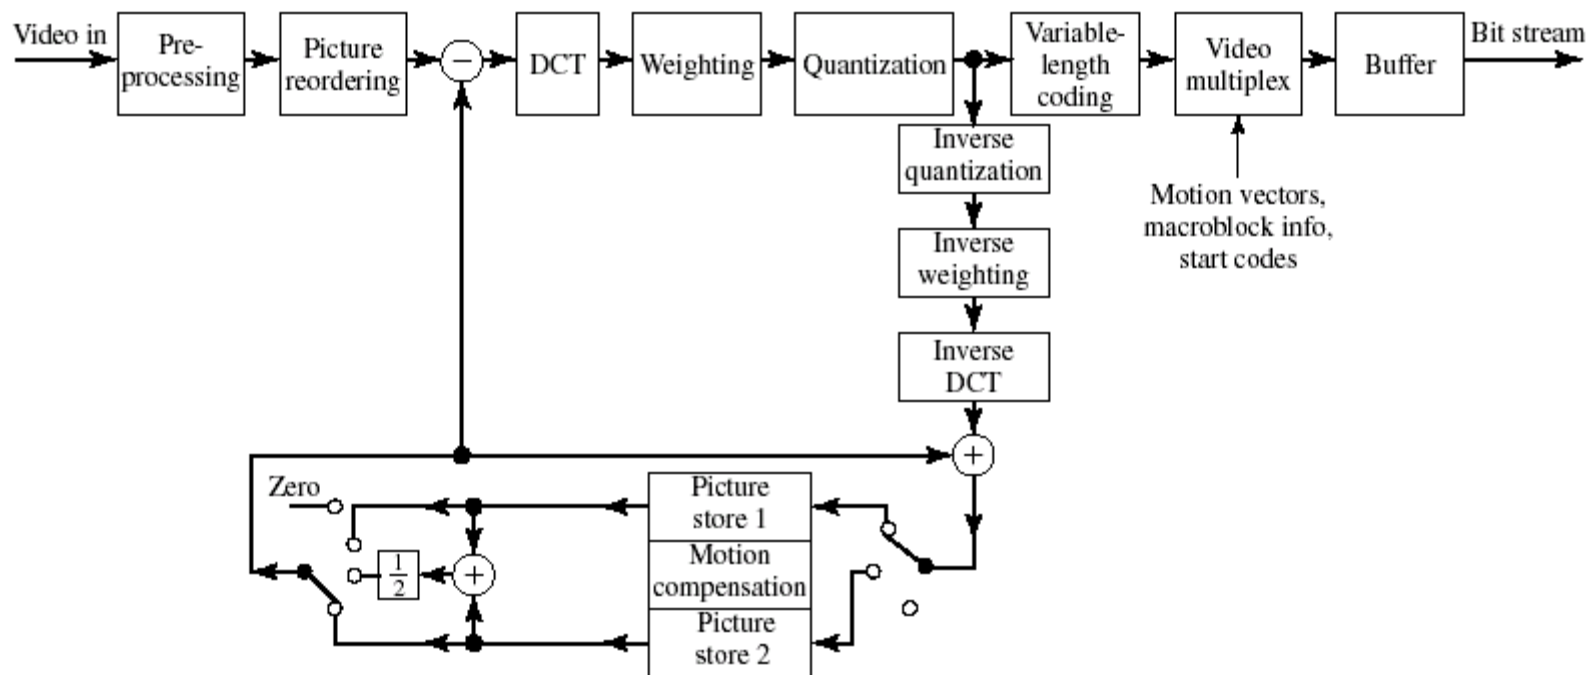 Video in
Pre-
processing
Picture
reordering
−
DCT
Weighting
Quantization
Variable-
length
coding
Video
multiplex
Buffer
Bit stream
Inverse
quantization
Motion vectors,
macroblock info,
start codes
Inverse
weighting
Inverse
DCT
+
Zero
Picture
store 1
Motion
compensation
Picture
store 2
1
2
+